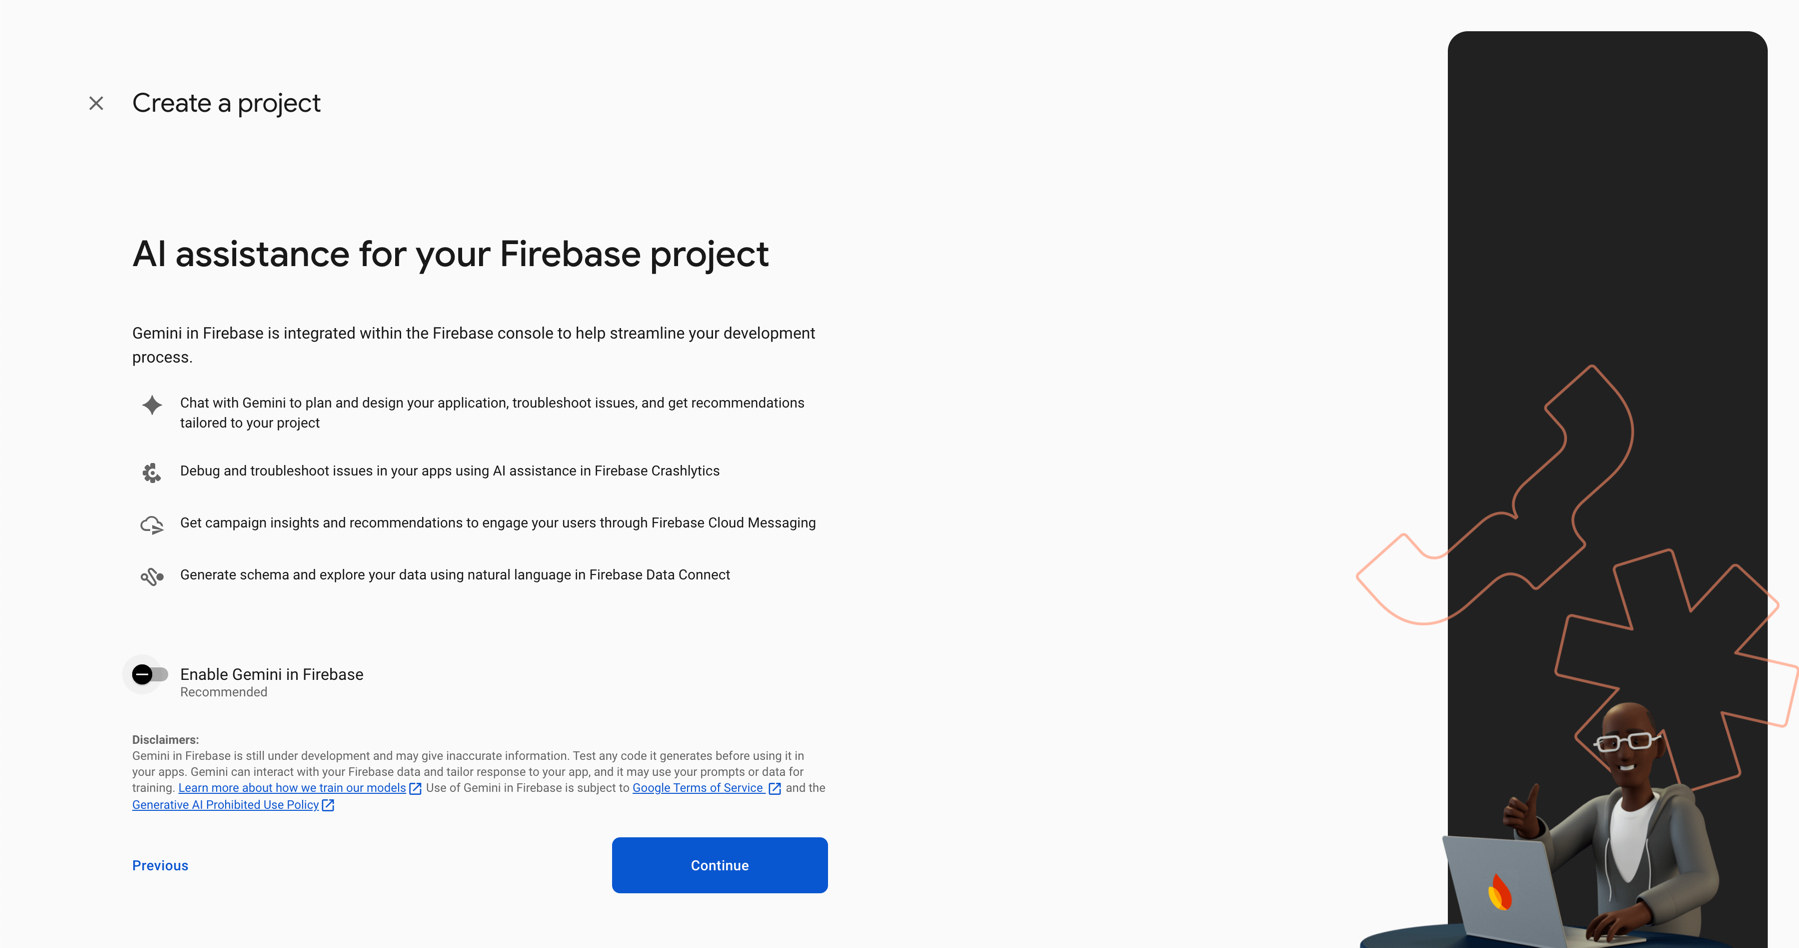 Create a project
AI assistance for your Firebase project
Gemini in Firebase is integrated within the Firebase console to help streamline your development
process.
Chat with Gemini to plan and design your application, troubleshoot issues, and get recommendations
tailored to your project
Debug and troubleshoot issues in your apps using AI assistance in Firebase Crashlytics
Get campaign insights and recommendations to engage your users through Firebase Cloud Messaging
Generate schema and explore your data using natural language in Firebase Data Connect
Enable Gemini in Firebase
Recommended
Disclaimers:
Gemini in Firebase is still under development and may give inaccurate information. Test any code it generates before using it in
your apps. Gemini can interact with your Firebase data and tailor response to your app, and it may use your prompts or data for
training. Learn more about how we train our models Use of Gemini in Firebase is subject to Google Terms of Service and the
Generative AI Prohibited Use Policy
Previous
Continue